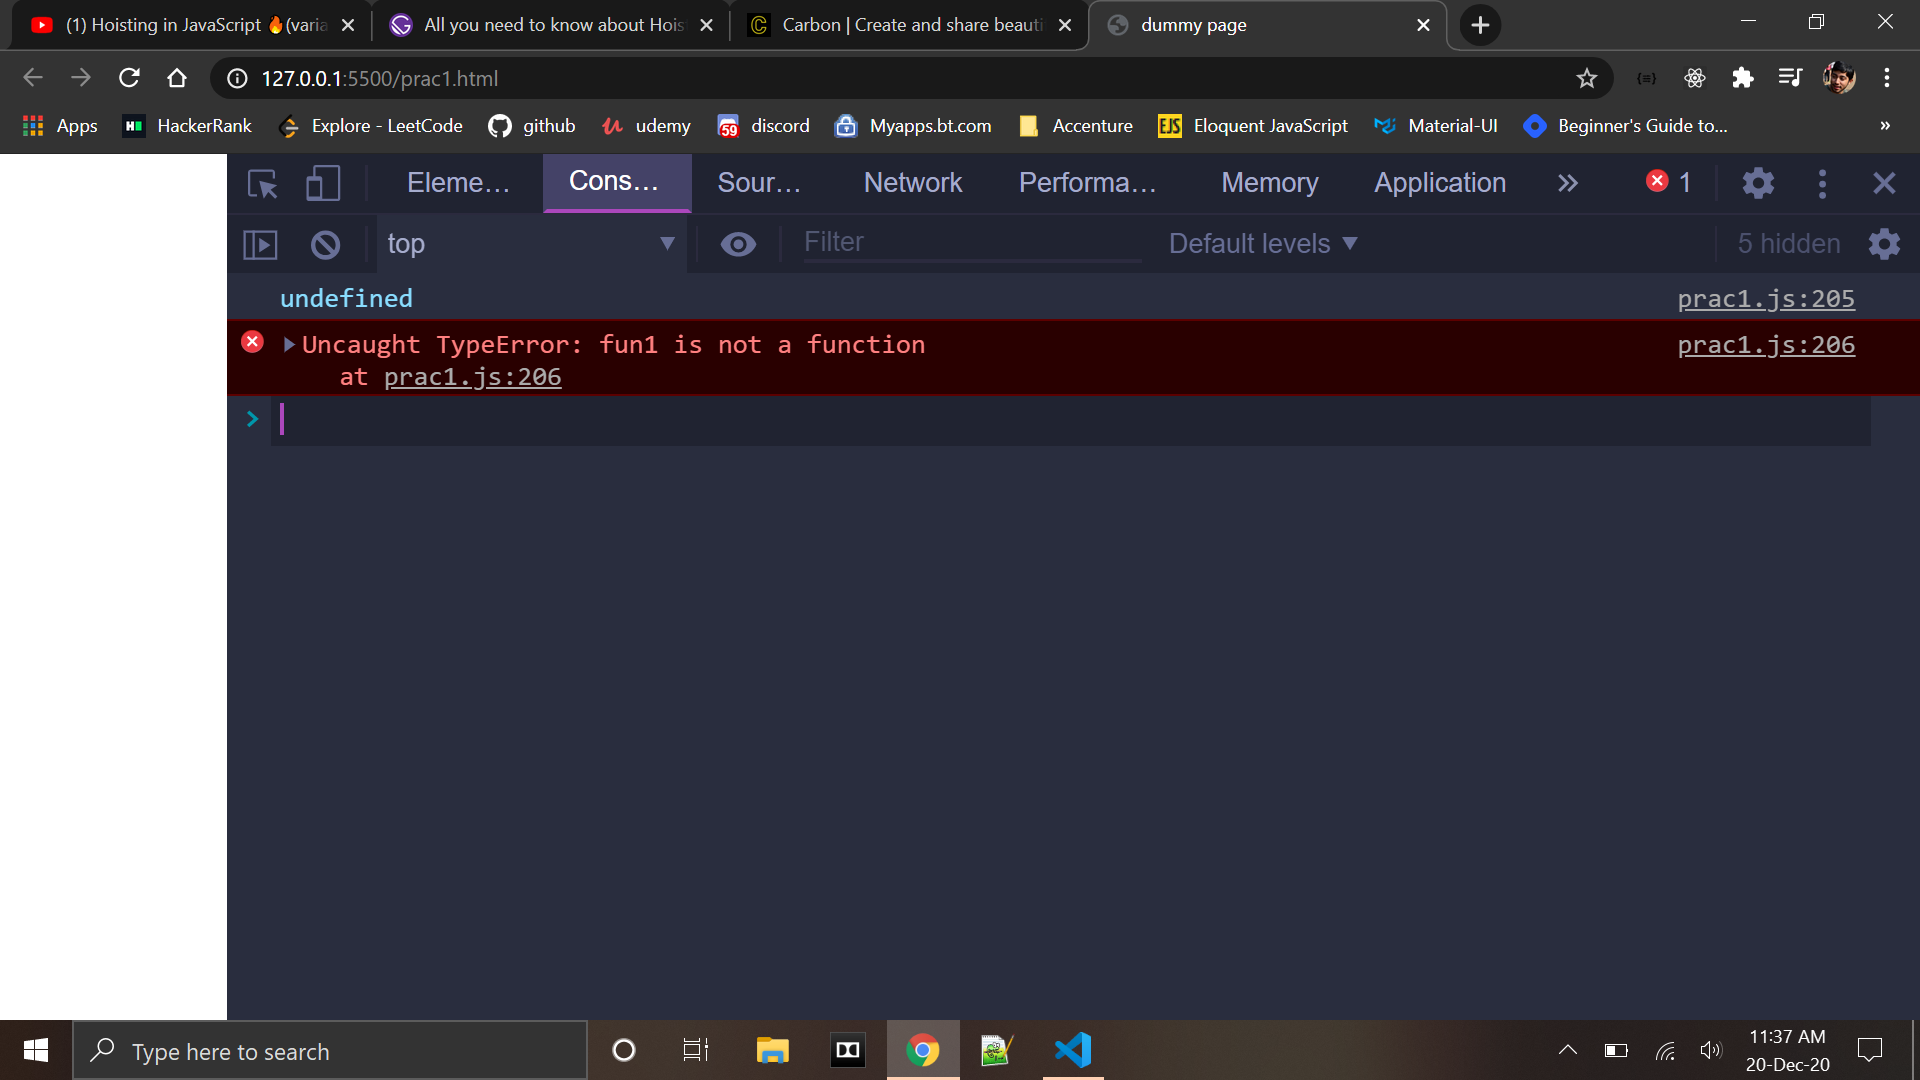 (1) Hoisting in JavaScript 🔥(varia
All you need to know about Hois
Carbon | Create and share beauti
dummy page
127.0.0.1:5500/prac1.html
Apps
HackerRank
Explore - LeetCode
github
59
udemy
discord
Myapps.bt.com
Accenture
EJS
Eloquent JavaScript
Material-UI
Beginner's Guide to...
»
Eleme...
Cons...
Sour...
Network
Performa...
Memory
Application
1
top
Filter
Default levels
5 hidden
undefined
prac1.js:205
Uncaught TypeError: fun1 is not a function
prac1.js:206
at prac1.js:206
Type here to search
11:37 AM
20-Dec-20